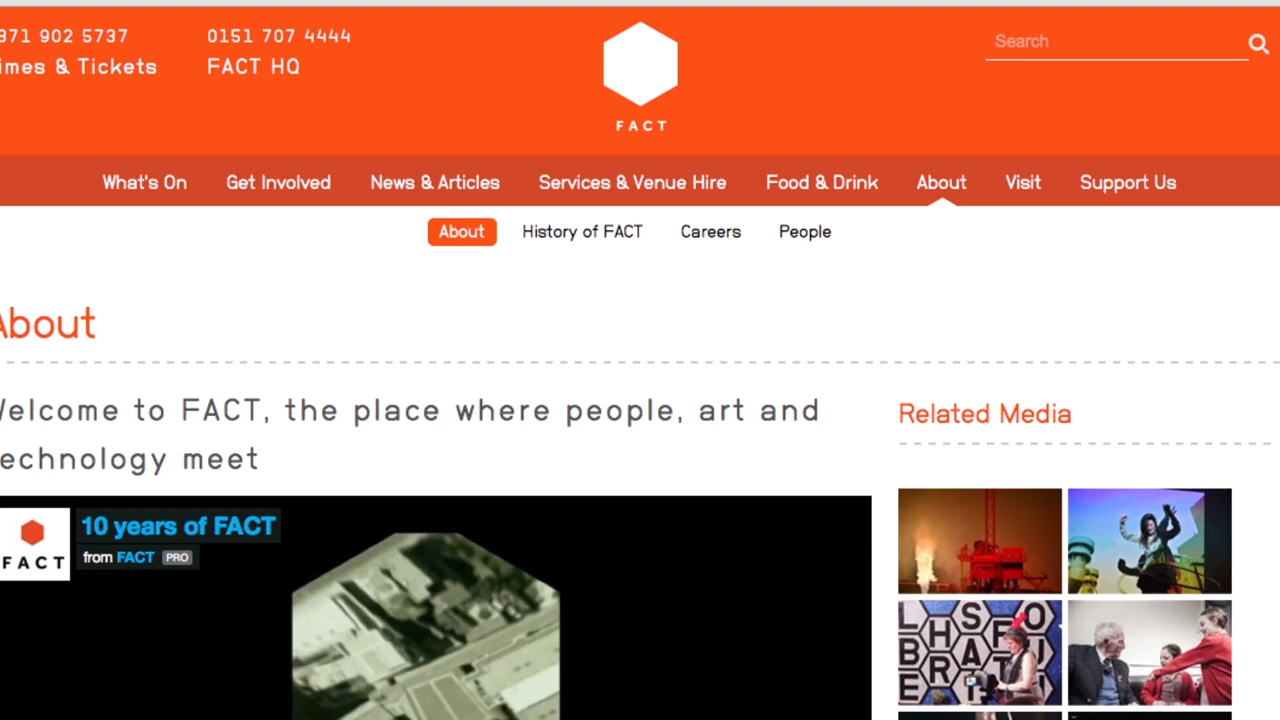 871 902 5737
0151 707 4444
Search
imes & Tickets
FACT HQ
FACT
What's On
Get Involved
News & Articles
Services & Venue Hire
Food & Drink
About
Visit
Support Us
About
History of FACT
Careers
People
About
Welcome to FACT, the place where people, art and
echnology meet
Related Media
10 years of FACT
from FACT PRO
FACT
L H S F O
B R A T
E